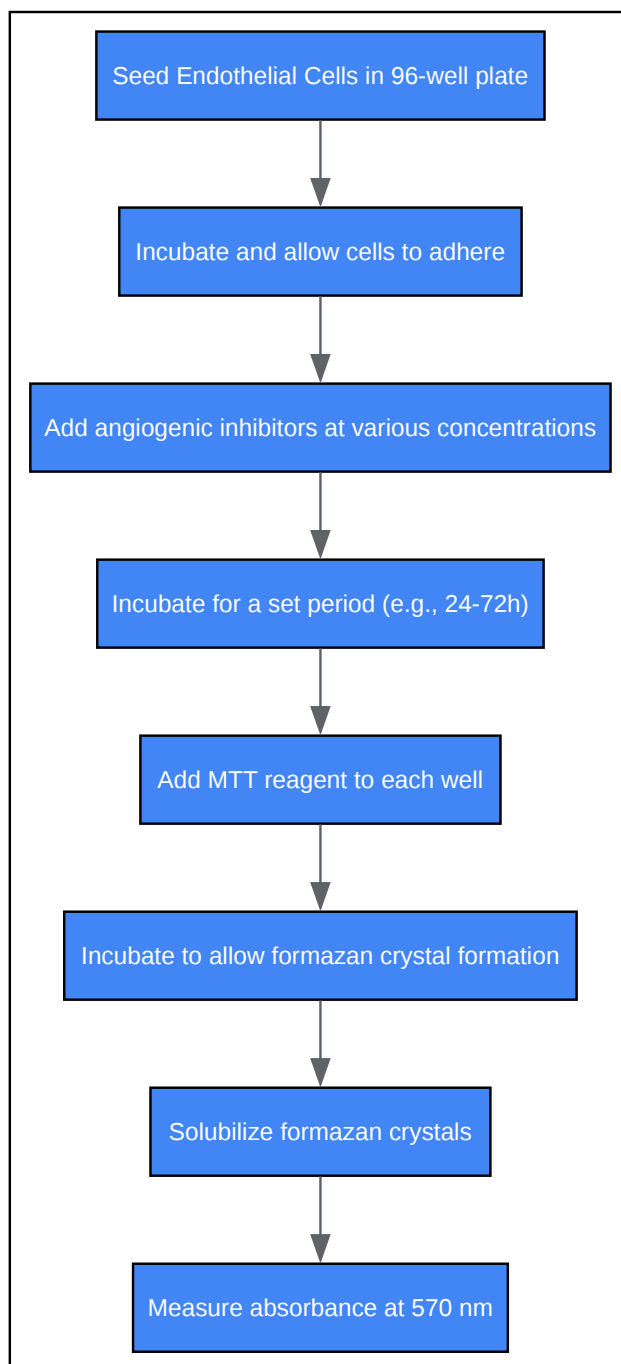 Seed Endothelial Cells in 96-well plate
Incubate and allow cells to adhere
Add angiogenic inhibitors at various concentrations
Incubate for a set period (e.g., 24-72h)
Add MTT reagent to each well
Incubate to allow formazan crystal formation
Solubilize formazan crystals
Measure absorbance at 570 nm